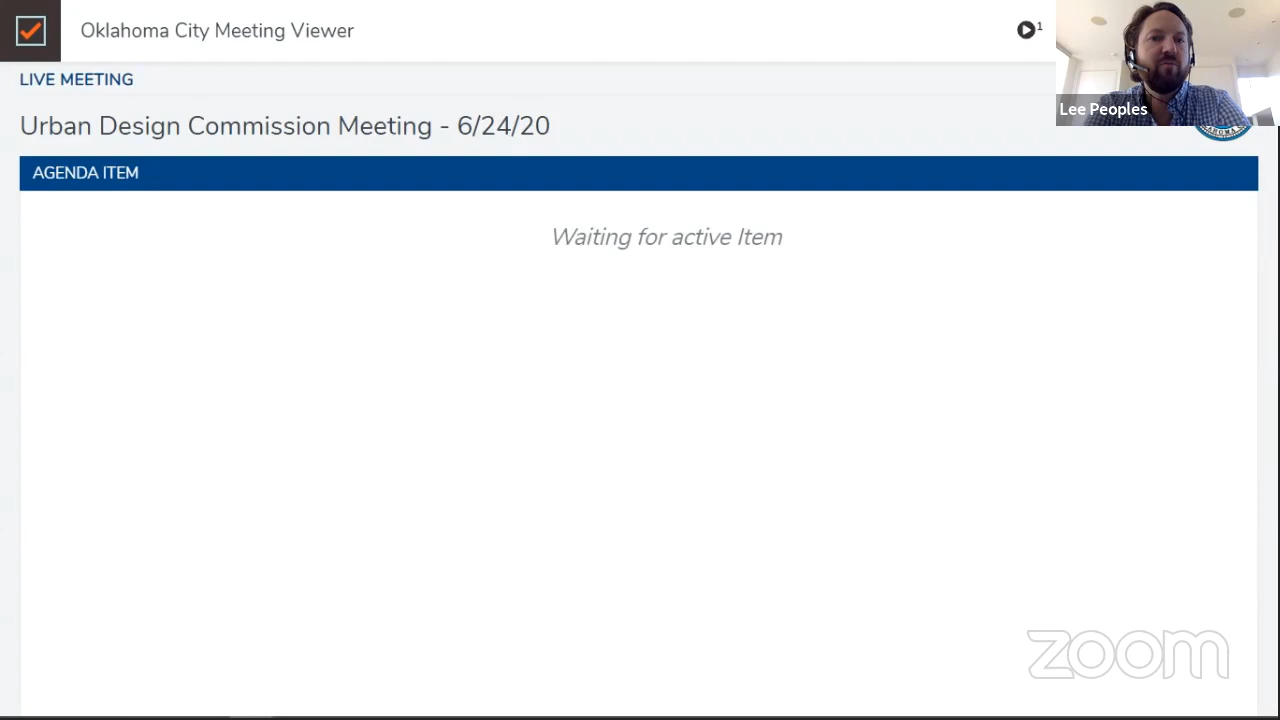 Oklahoma City Meeting Viewer
1
LIVE MEETING
Lee Peoples
Urban Design Commission Meeting - 6/24/20
AGENDA ITEM
Waiting for active Item
zoom